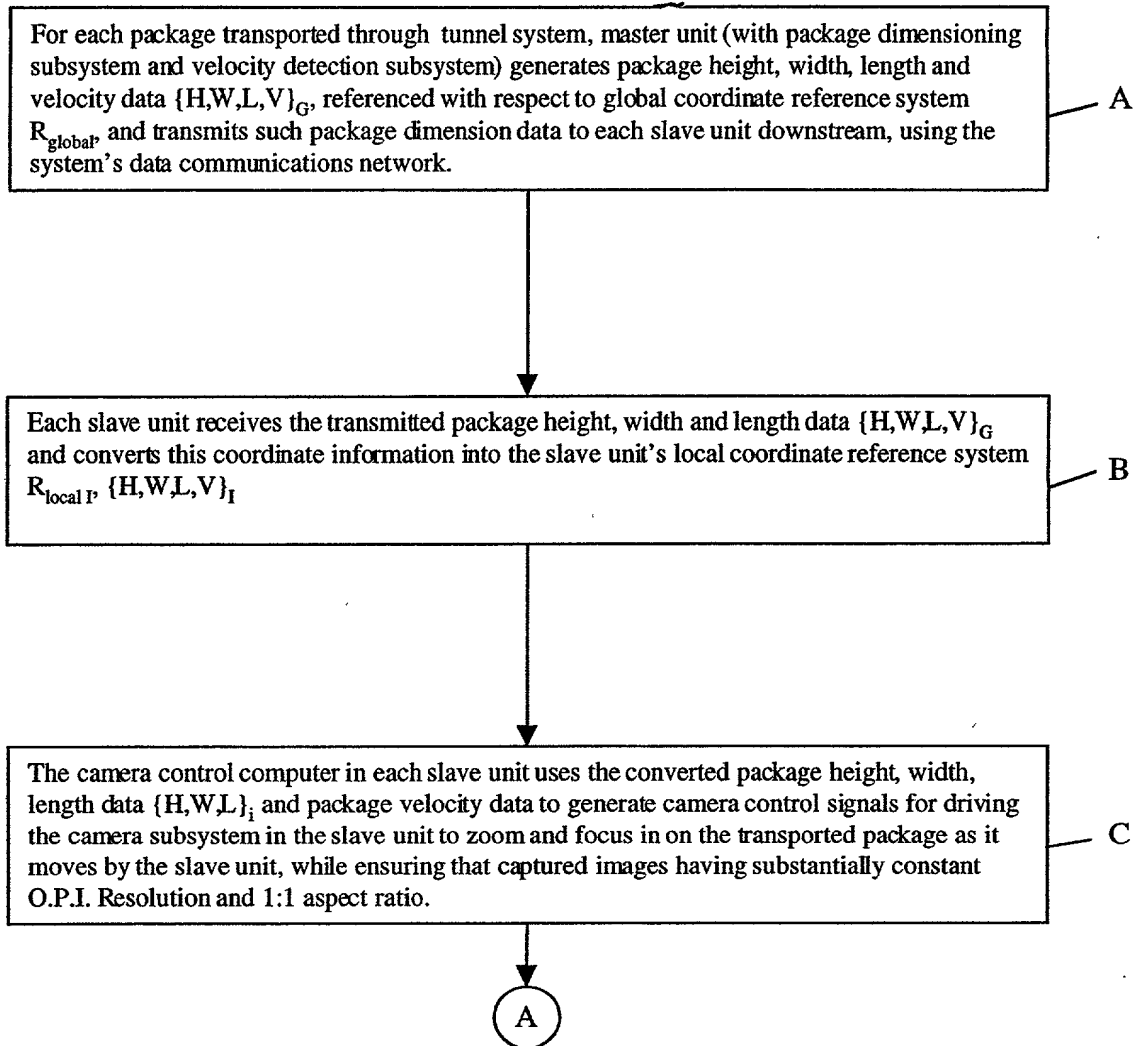 For each package transported through tunnel system, master unit (with package dimensioning
subsystem and velocity detection subsystem) generates package height, width, length and
velocity data {H,W,L,V}G, referenced with respect to global coordinate reference system
Rglobal, and transmits such package dimension data to each slave unit downstream, using the
system's data communications network.
A
Each slave unit receives the transmitted package height, width and length data {H,W,L,V}G
and converts this coordinate information into the slave unit's local coordinate reference system
Rlocal I, {H,W,L,V}I
B
The camera control computer in each slave unit uses the converted package height, width,
length data {H,W,L}i and package velocity data to generate camera control signals for driving
the camera subsystem in the slave unit to zoom and focus in on the transported package as it
moves by the slave unit, while ensuring that captured images having substantially constant
O.P.I. Resolution and 1:1 aspect ratio.
C
A